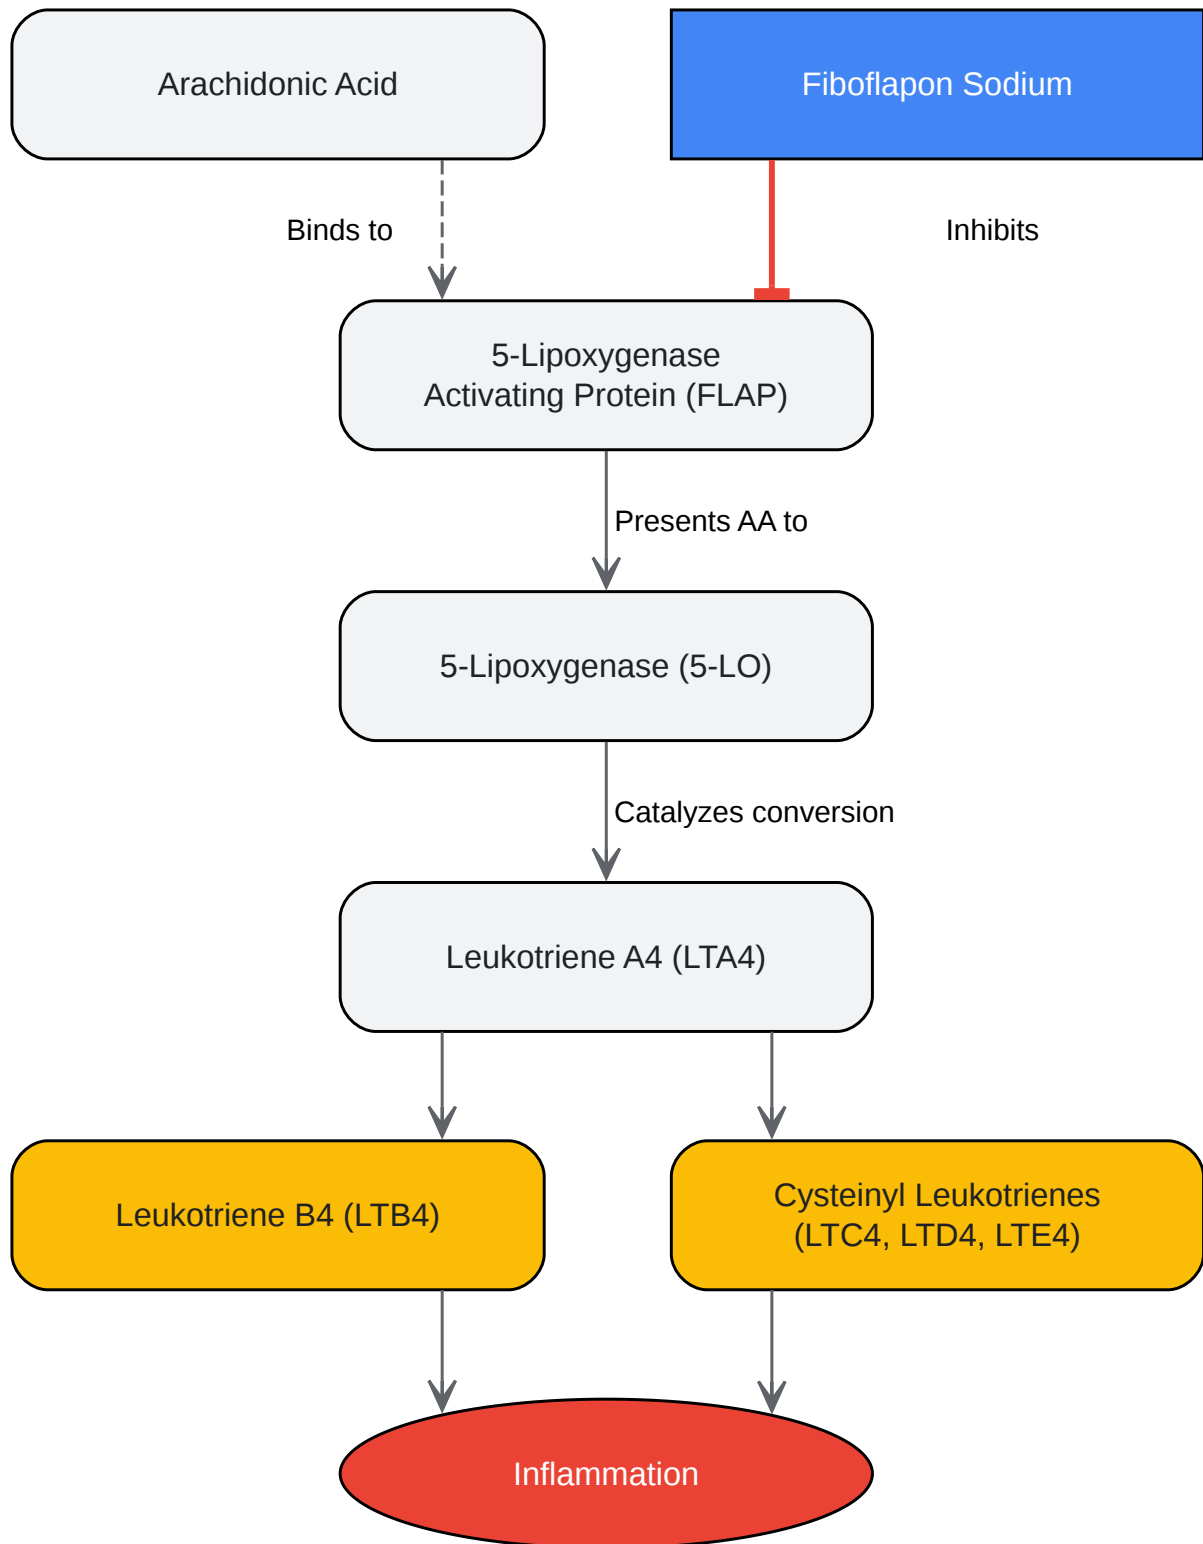 Arachidonic Acid
Fiboflapon Sodium
Binds to
Inhibits
5-Lipoxygenase
Activating Protein (FLAP)
Presents AA to
5-Lipoxygenase (5-LO)
Catalyzes conversion
Leukotriene A4 (LTA4)
Leukotriene B4 (LTB4)
Cysteinyl Leukotrienes
(LTC4, LTD4, LTE4)
Inflammation